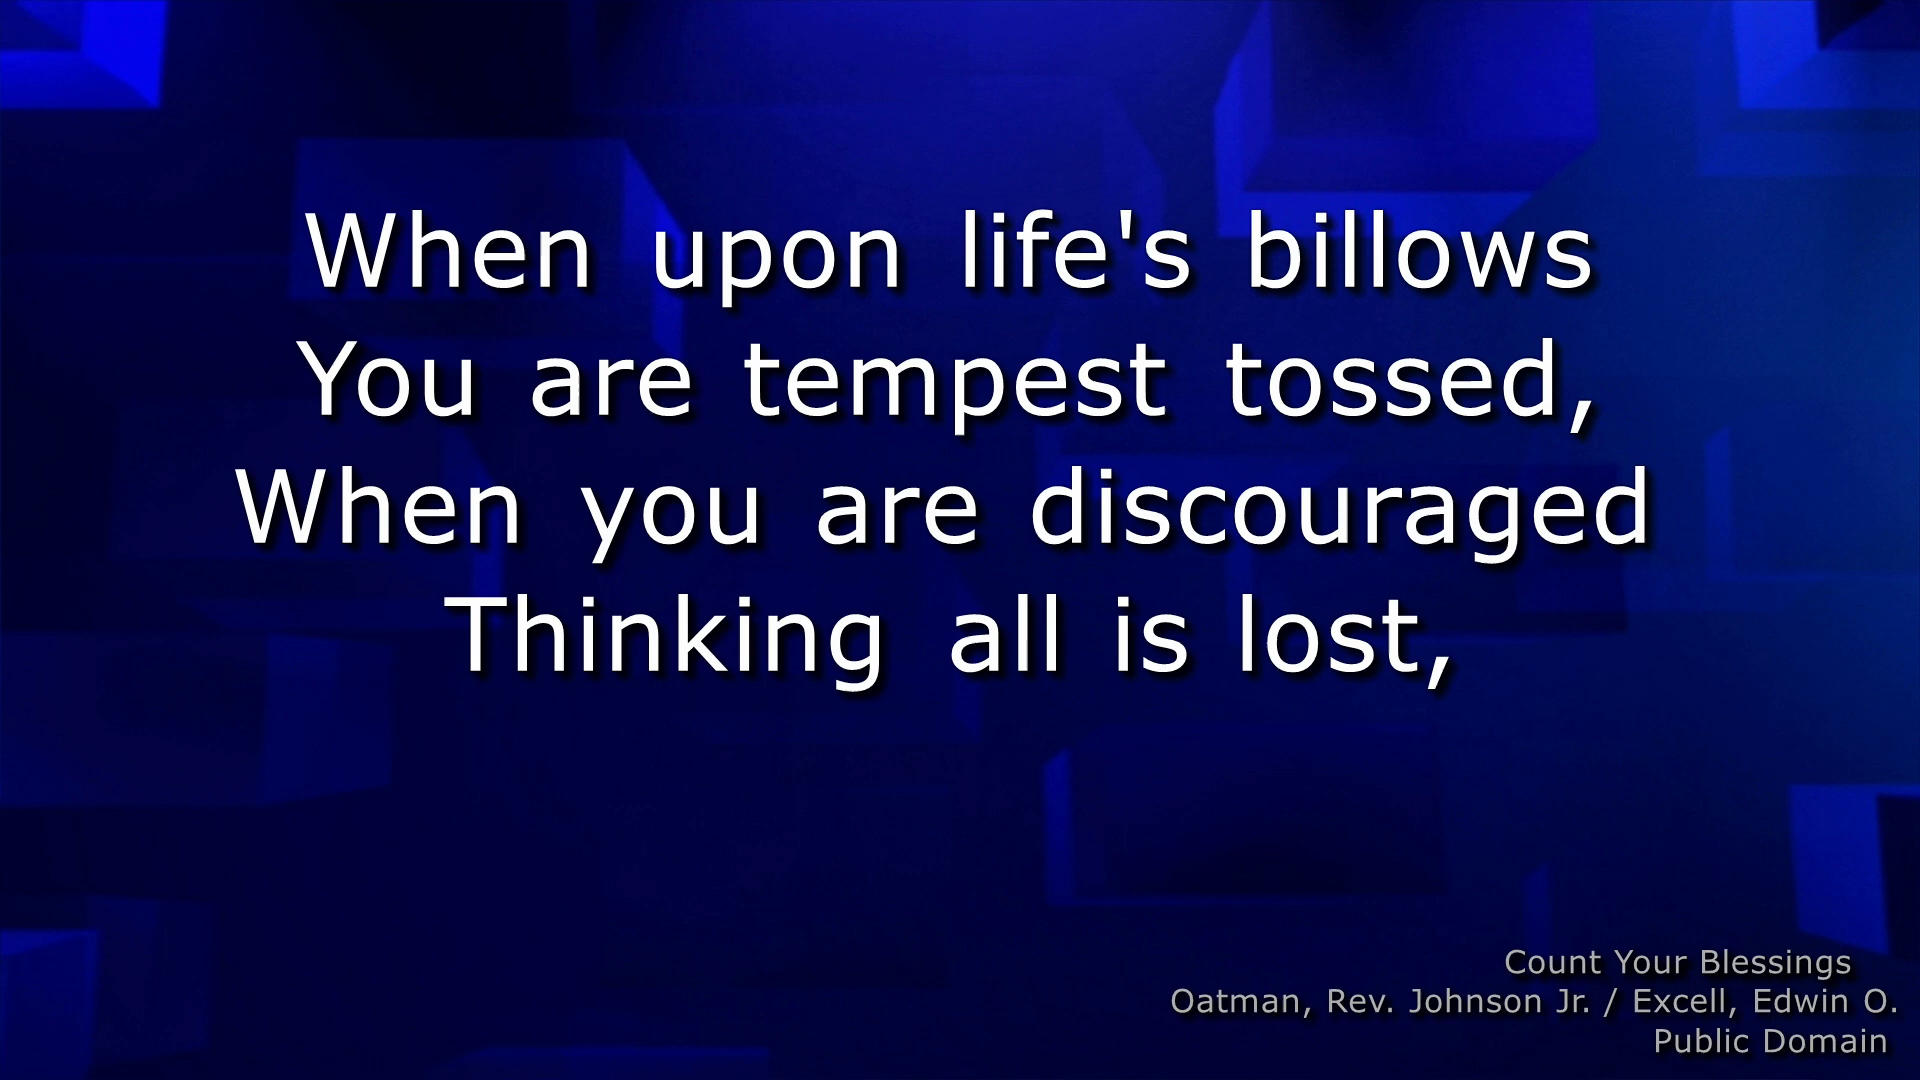 When upon life's billows
You are tempest tossed,
When you are discouraged
Thinking all is lost,
Count Your Blessings
Oatman, Rev. Johnson Jr. / Excell, Edwin O.
Public Domain